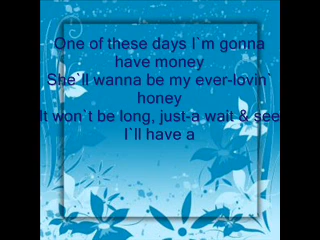 One of these days I`m gonna
have money
She`ll wanna be my ever-lovin`
honey
It won`t be long, just-a wait & see
I`ll have a